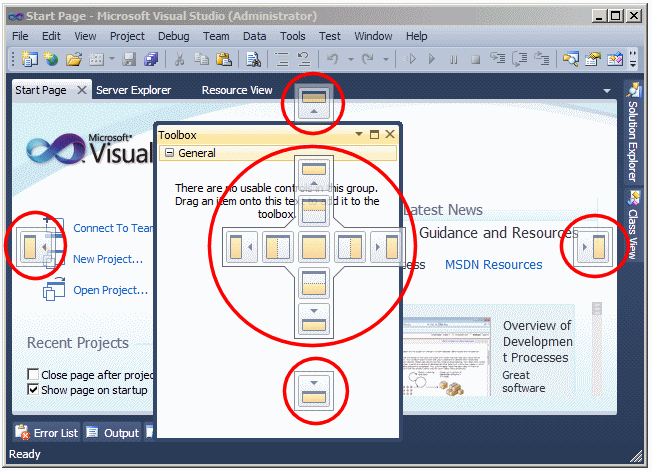 Start Page - Microsoft Visual Studio (Administrator)
File Edit View Project Debug Team Data Tools Test Window Help
Start Page Server Explorer Resource View
Solution Explorer
Class View
Microsoft
Visual
Toolbox
General
There are no usable controls in this group.
Drag an item onto this text to add it to the
toolbox.
Connect To Team
New Project...
Open Project...
Recent Projects
Close page after project
Show page on startup
Latest News
Guidance and Resources
MSDN Resources
Overview of
Developmen
t Processes
Great
software
Error List Output
Ready